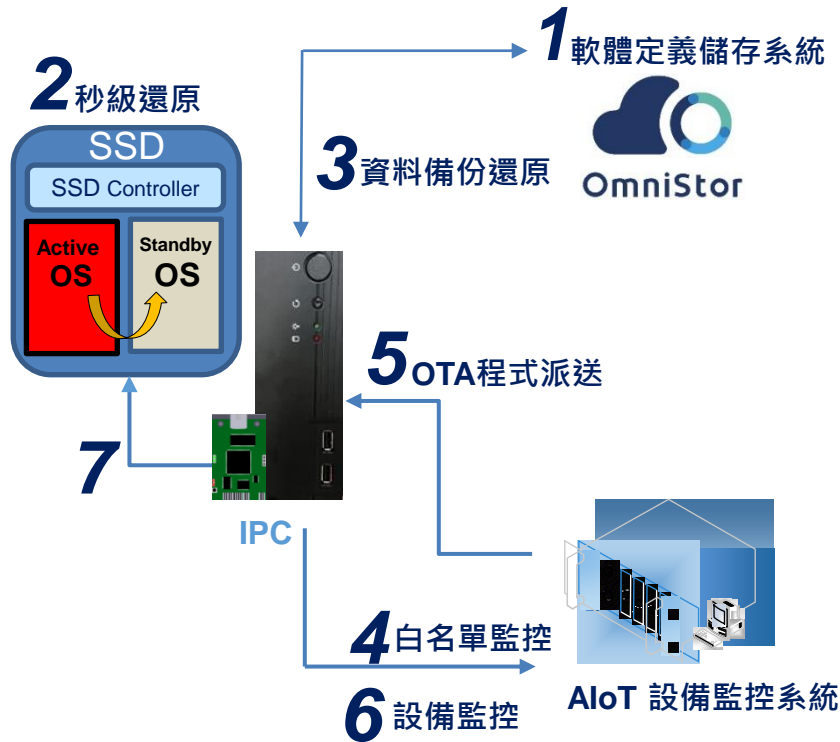 1 軟體定義儲存系統
OmniStor
2 秒級還原
SSD
SSD Controller
Active
OS
Standby
OS
3 資料備份還原
5 OTA程式派送
7
IPC
4 白名單監控
6 設備監控
AIoT 設備監控系統